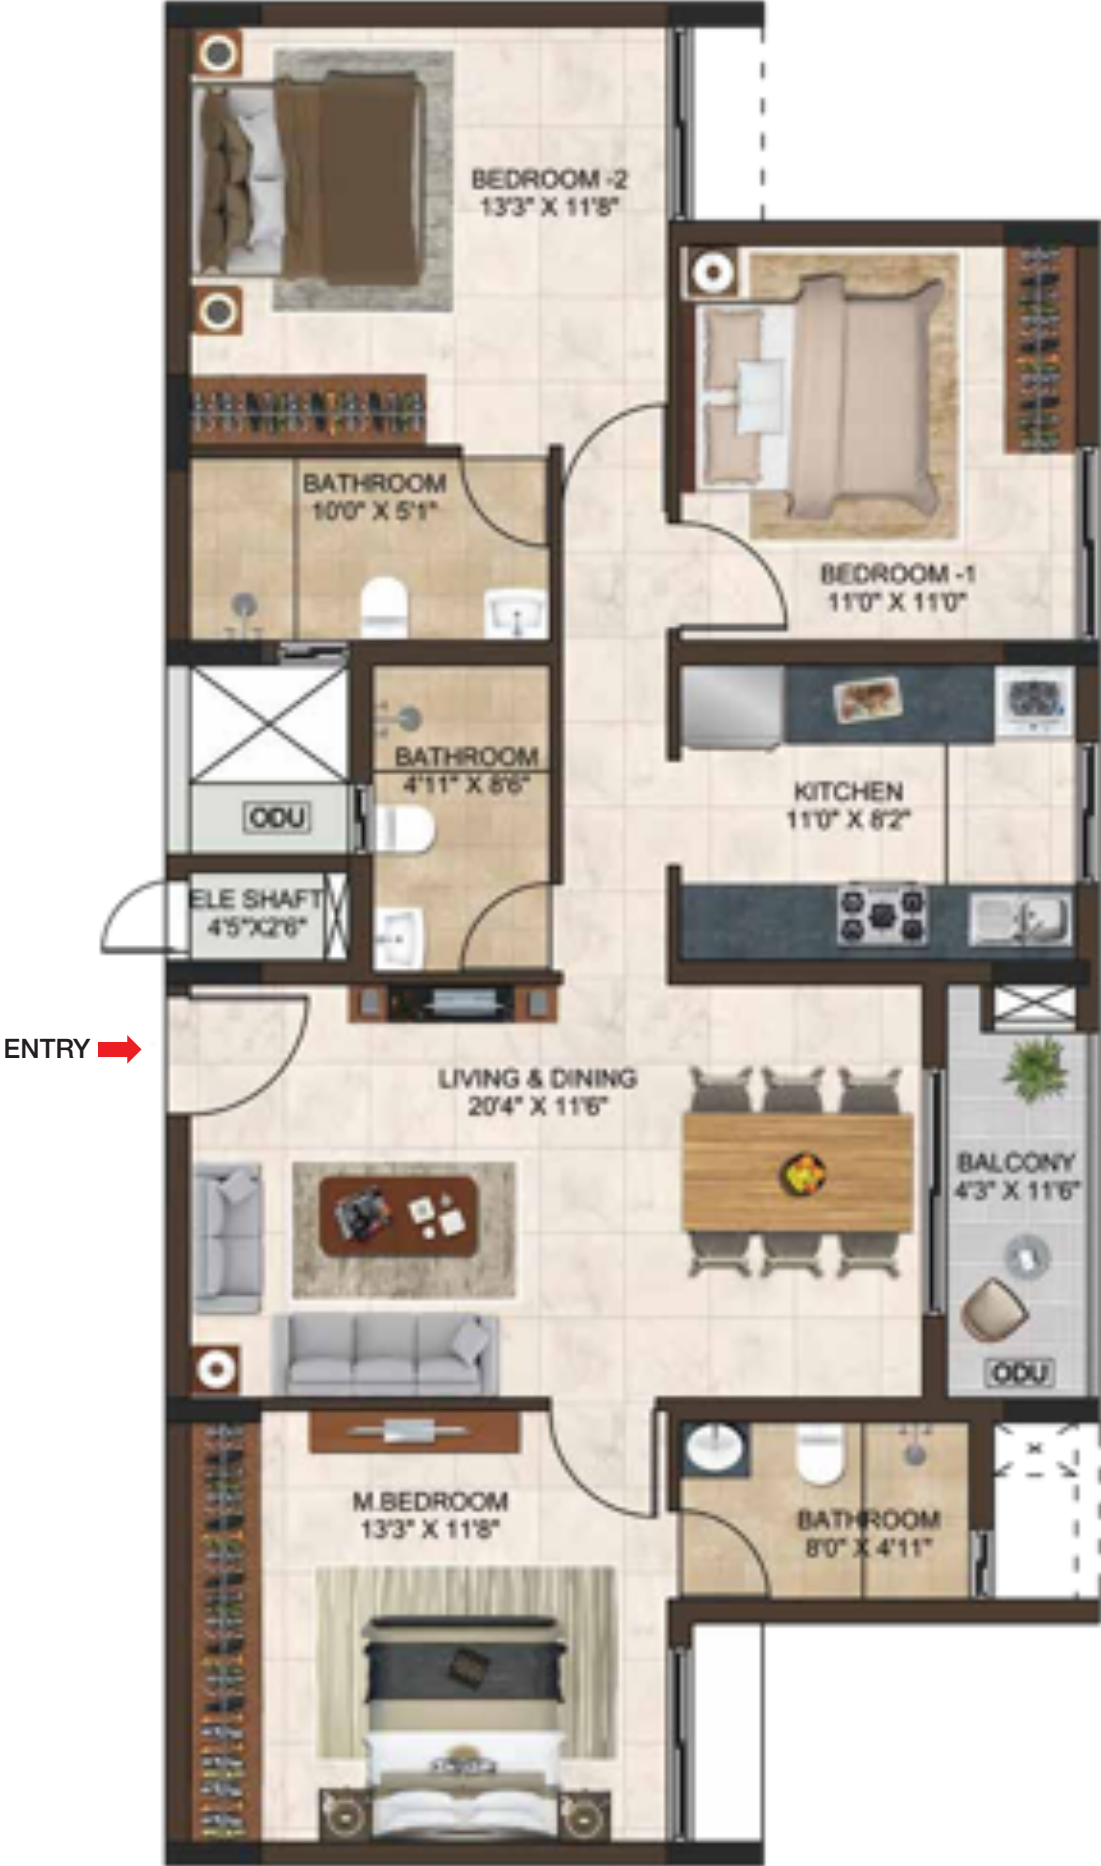 BEDROOM -2
13'3" X 11'8"
BATHROOM
10'0" X 5'1"
BEDROOM -1
11'0" X 11'0"
BATHROOM
4'11" X 8'6"
KITCHEN
11'0" X 8'2"
ODU
ELE SHAFT
4'5"X2'6"
ENTRY
LIVING & DINING
20'4" X 11'6"
BALCONY
4'3" X 11'6"
ODU
M.BEDROOM
13'3" X 11'8"
BATHROOM
8'0" X 4'11"